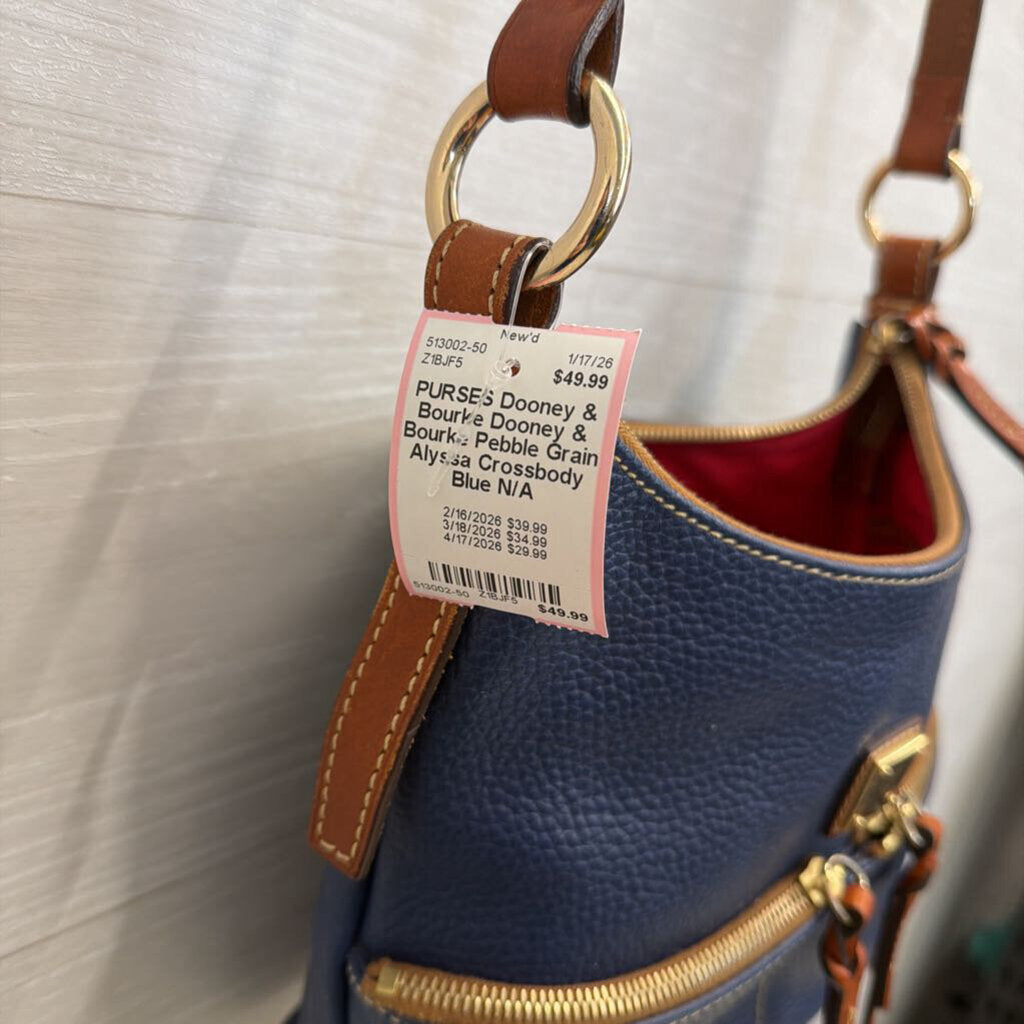 New'd
513002-50 1/17/26
Z1BJF5 $49.99
PURSES Dooney &
Bourke Dooney &
Bourke Pebble Grain
Alyssa Crossbody
Blue N/A
2/16/2026 $39.99
3/18/2026 $34.99
4/17/2026 $29.99
513002-50 Z1BJF5 $49.99